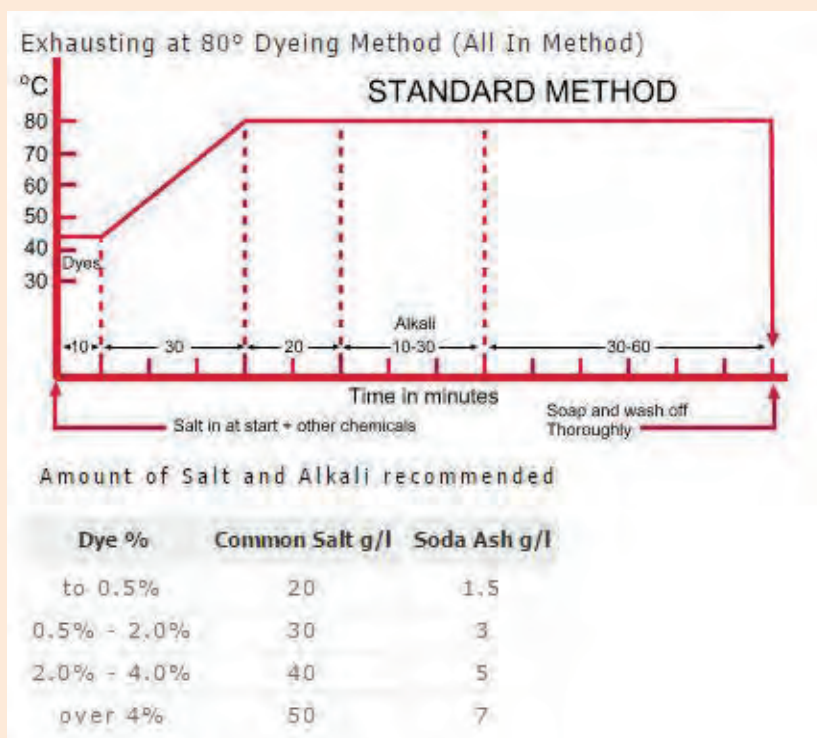 Exhausting at 80º Dyeing Method (All In Method)
ºC
STANDARD METHOD
80
70
60
50
40
30
Dyes
Alkali
10 30 20 10-30 30-60
Time in minutes
Salt in at start + other chemicals
Soap and wash off
Thoroughly
Amount of Salt and Alkali recommended
Dye % Common Salt g/l Soda Ash g/l
to 0.5% 20 1.5
0.5% - 2.0% 30 3
2.0% - 4.0% 40 5
over 4% 50 7